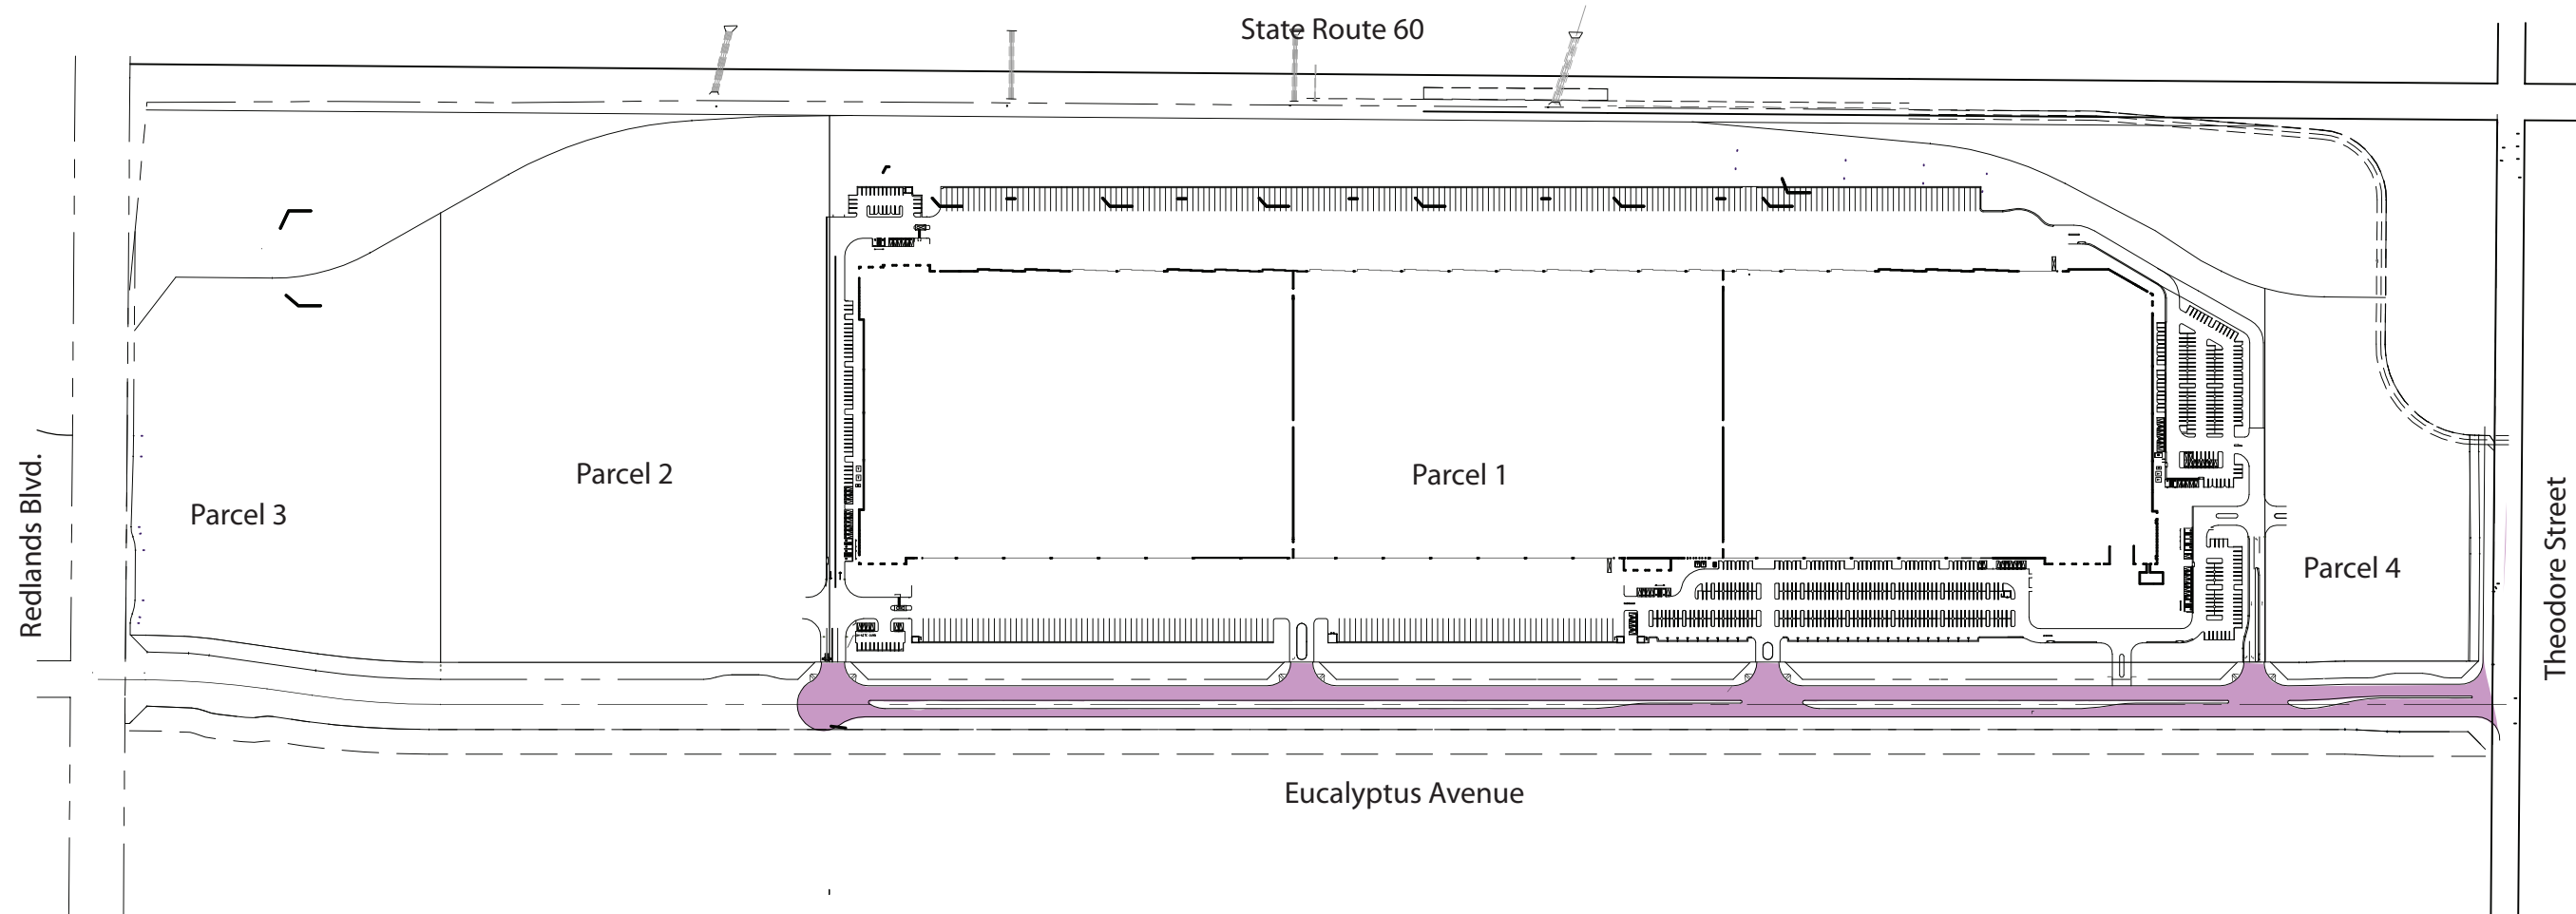 State Route 60
Redlands Blvd.
Parcel 3
Parcel 2
Parcel 1
Parcel 4
Theodore Street
Eucalyptus Avenue